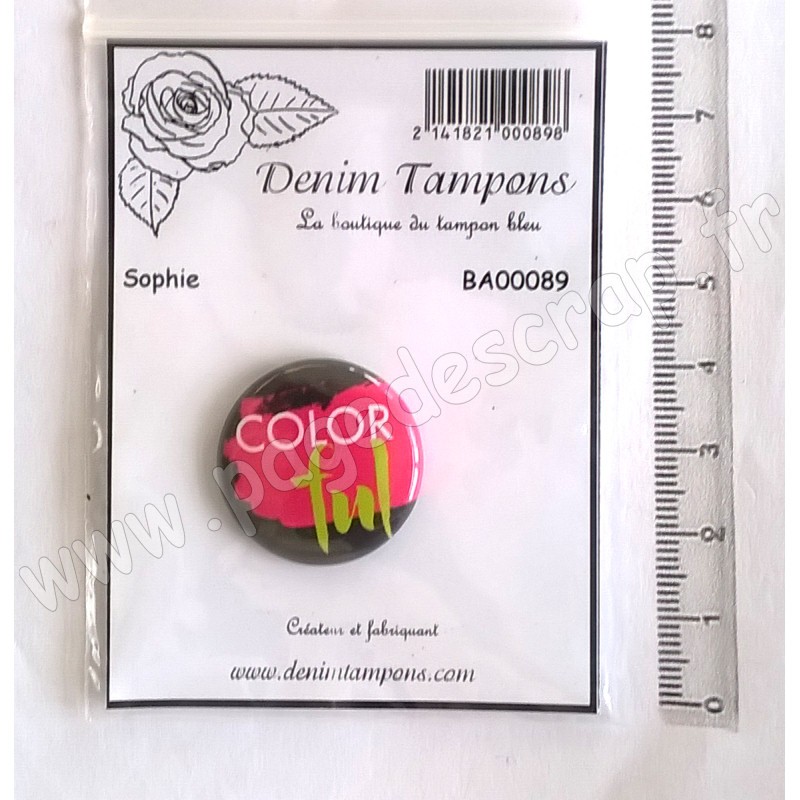 2 141821 000898
Denim Tampons
La boutique du tampon bleu
Sophie BA00089
COLOR
ful
Créateur et fabriquant
www.denimtampons.com
www.pagedescrap.fr
8
7
6
5
4
3
2
1
0